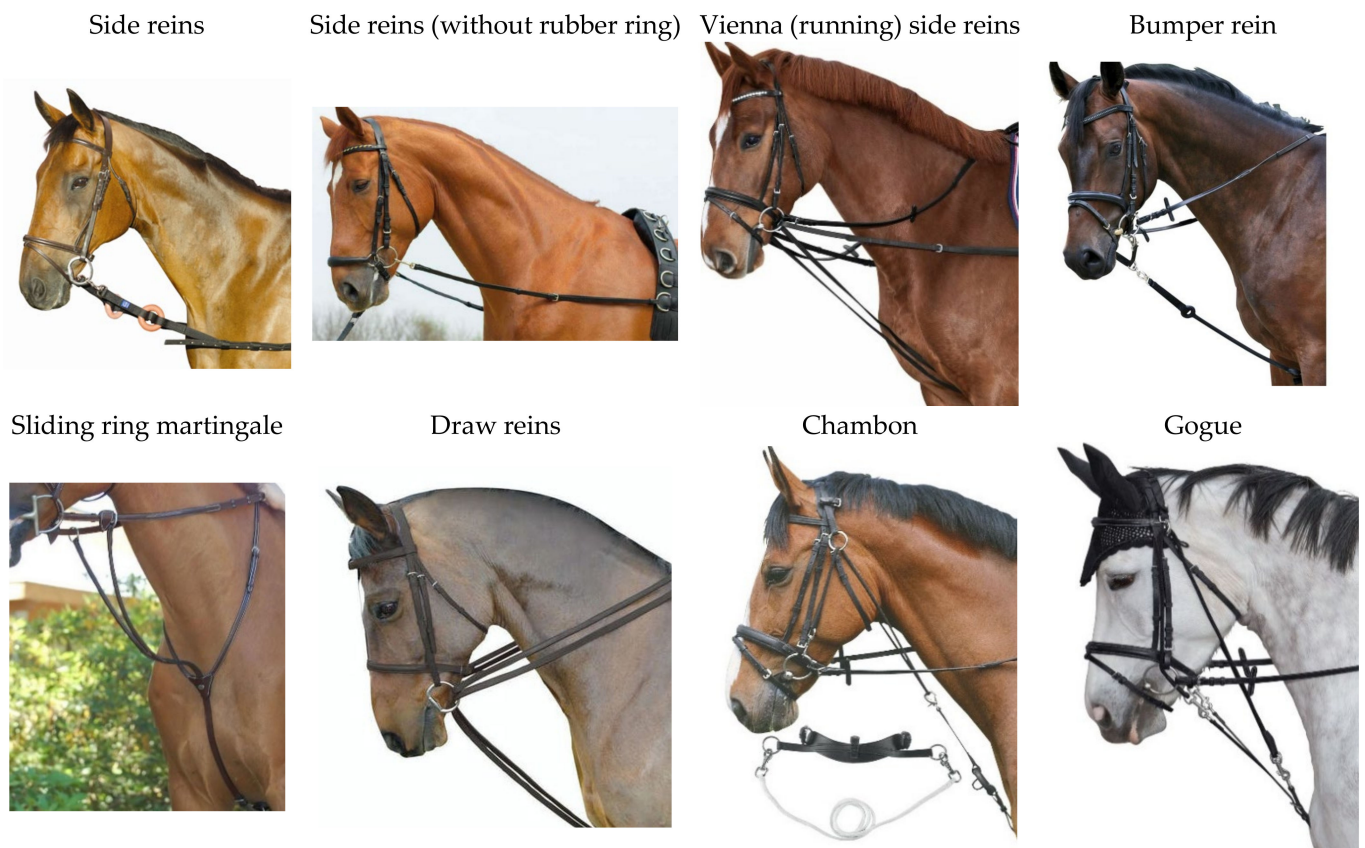 Side reins
Side reins (without rubber ring)
Vienna (running) side reins
Bumper rein
Sliding ring martingale
Draw reins
Chambon
Gogue